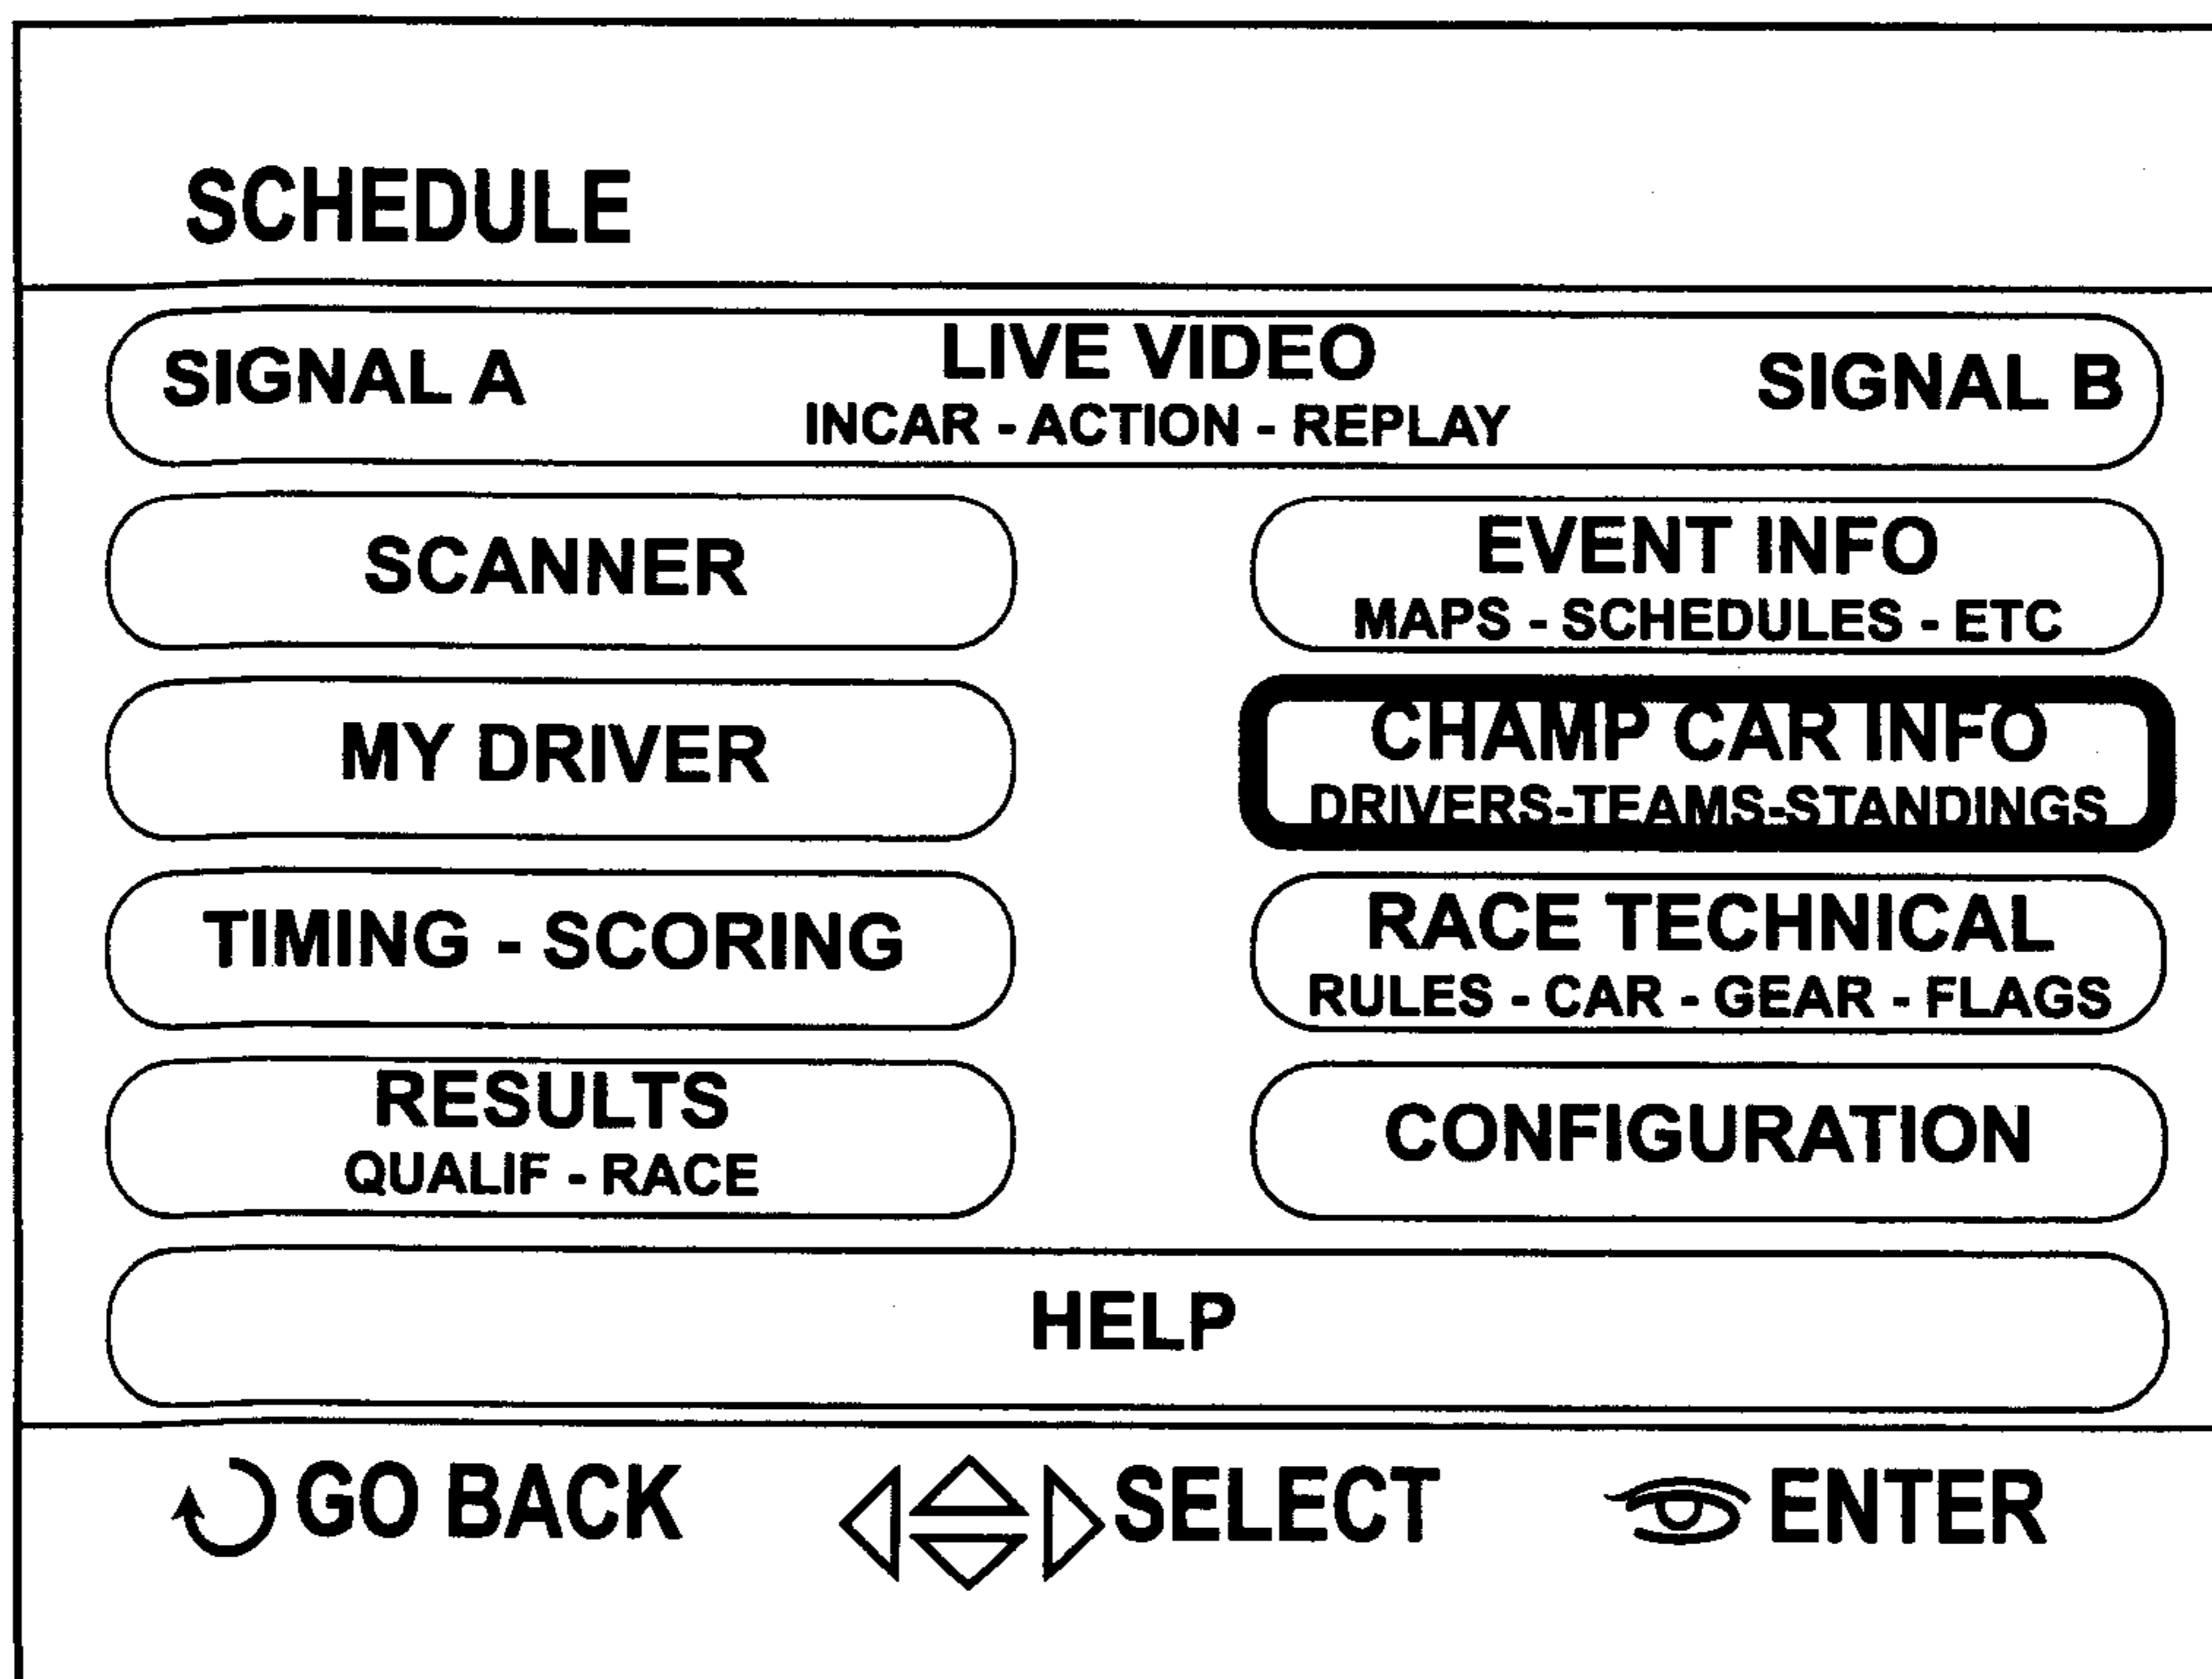 SCHEDULE
SIGNAL A
LIVE VIDEO
INCAR - ACTION - REPLAY
SIGNAL B
SCANNER
EVENT INFO
MAPS - SCHEDULES - ETC
MY DRIVER
CHAMP CAR INFO
DRIVERS-TEAMS-STANDINGS
TIMING - SCORING
RACE TECHNICAL
RULES - CAR - GEAR - FLAGS
RESULTS
QUALIF - RACE
CONFIGURATION
HELP
GO BACK
SELECT
ENTER